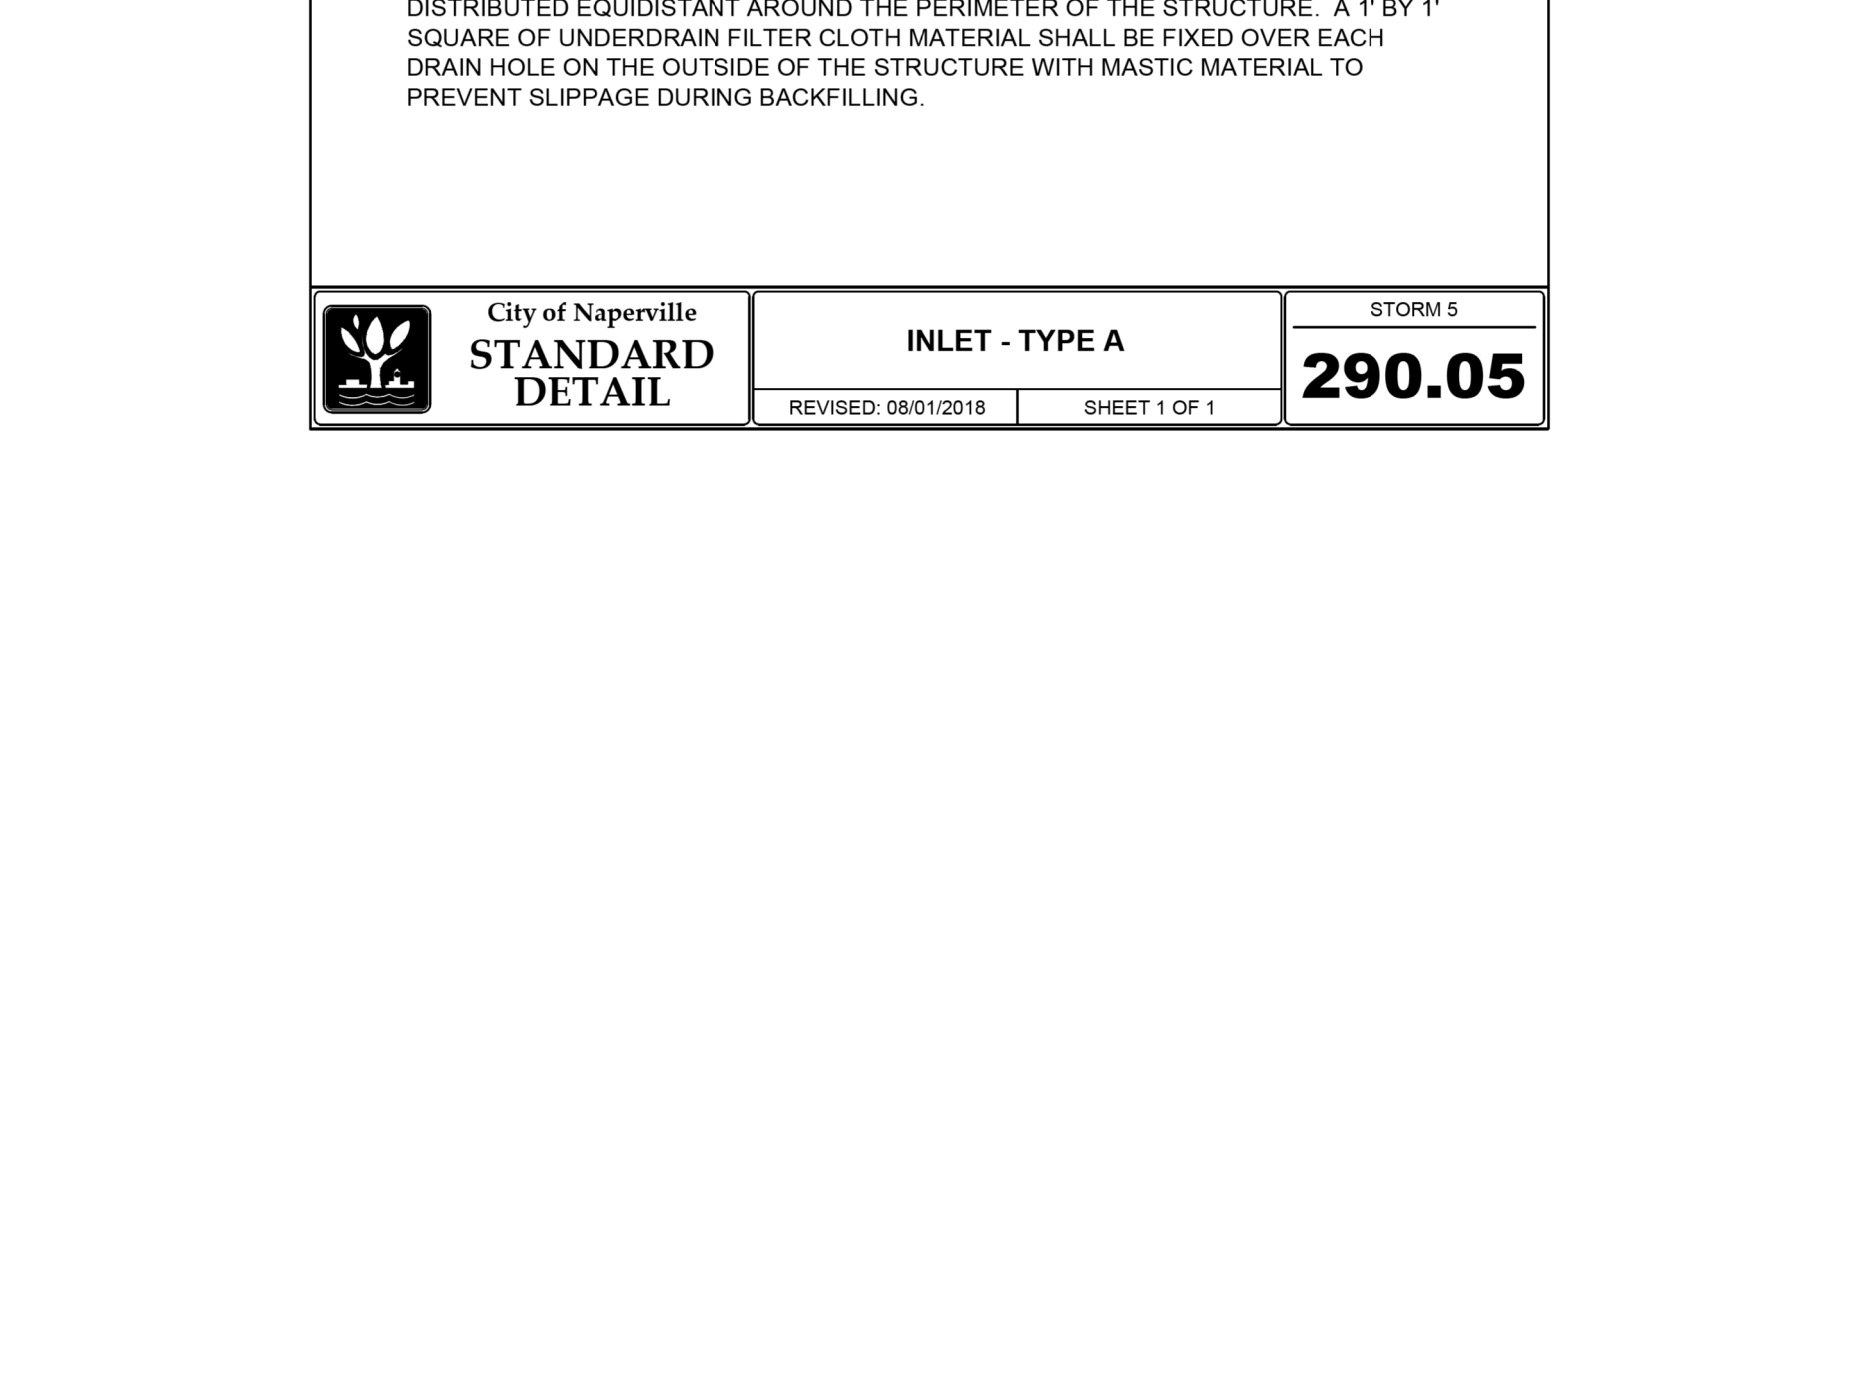 DISTRIBUTED EQUIDISTANT AROUND THE PERIMETER OF THE STRUCTURE.  A 1' BY 1'
SQUARE OF UNDERDRAIN FILTER CLOTH MATERIAL SHALL BE FIXED OVER EACH
DRAIN HOLE ON THE OUTSIDE OF THE STRUCTURE WITH MASTIC MATERIAL TO
PREVENT SLIPPAGE DURING BACKFILLING.
City of Naperville
STANDARD
DETAIL
INLET - TYPE A
REVISED: 08/01/2018
SHEET 1 OF 1
STORM 5
290.05